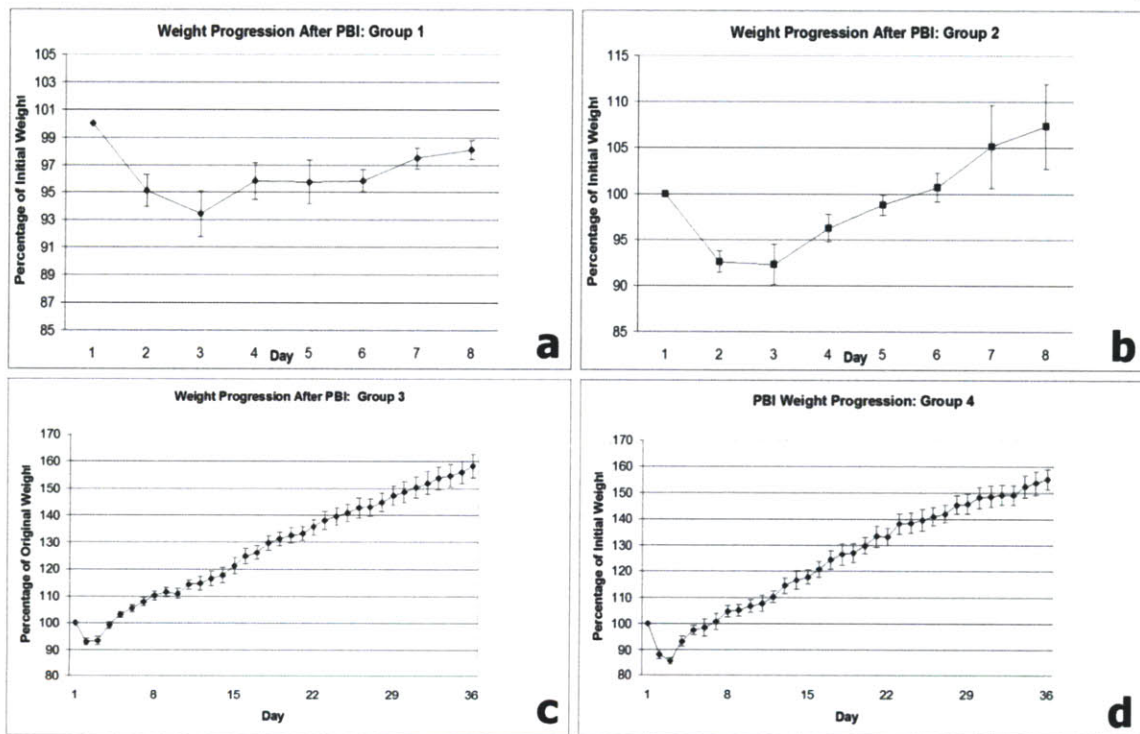 Weight Progression After PBI: Group 1
Percentage of Initial Weight
105
103
101
99
97
95
93
91
89
87
85
1 2 3 4 5 6 7 8
Day
a
Weight Progression After PBI: Group 2
Percentage of Initial Weight
115
110
105
100
95
90
85
1 2 3 4 5 6 7 8
Day
b
Weight Progression After PBI: Group 3
Percentage of Original Weight
170
160
150
140
130
120
110
100
90
80
1 8 15 22 29 36
Day
c
PBI Weight Progression: Group 4
Percentage of Initial Weight
170
160
150
140
130
120
110
100
90
80
1 8 15 22 29 36
Day
d